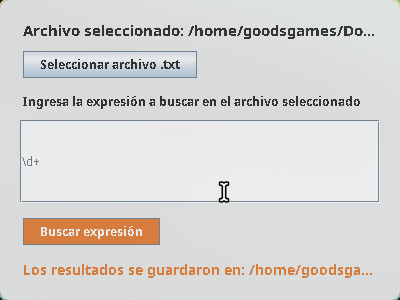 Archivo seleccionado: /home/goodsgames/Do...
Seleccionar archivo .txt
Ingresa la expresión a buscar en el archivo seleccionado
\d+
Buscar expresión
Los resultados se guardaron en: /home/goodsga...